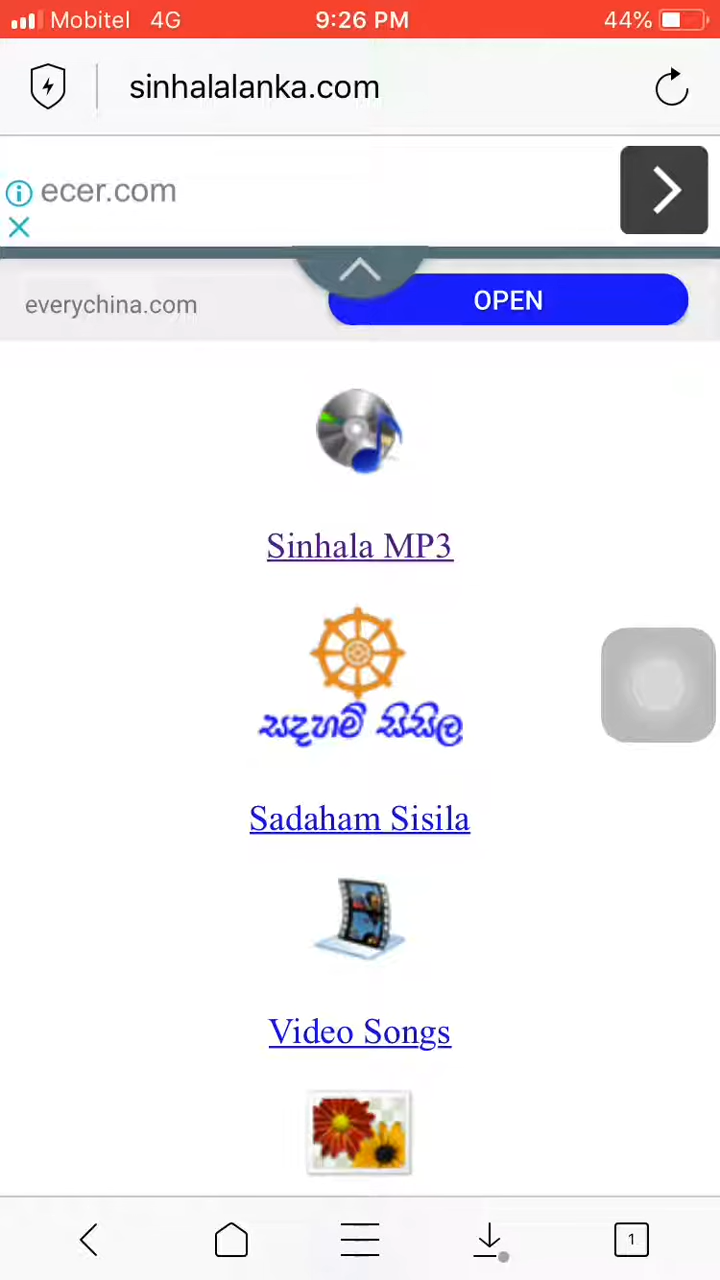 Mobitel 4G 9:26 PM 44%
sinhalalanka.com
ecer.com
everychina.com OPEN
Sinhala MP3
සදහම් සිසිල
Sadaham Sisila
Video Songs
1